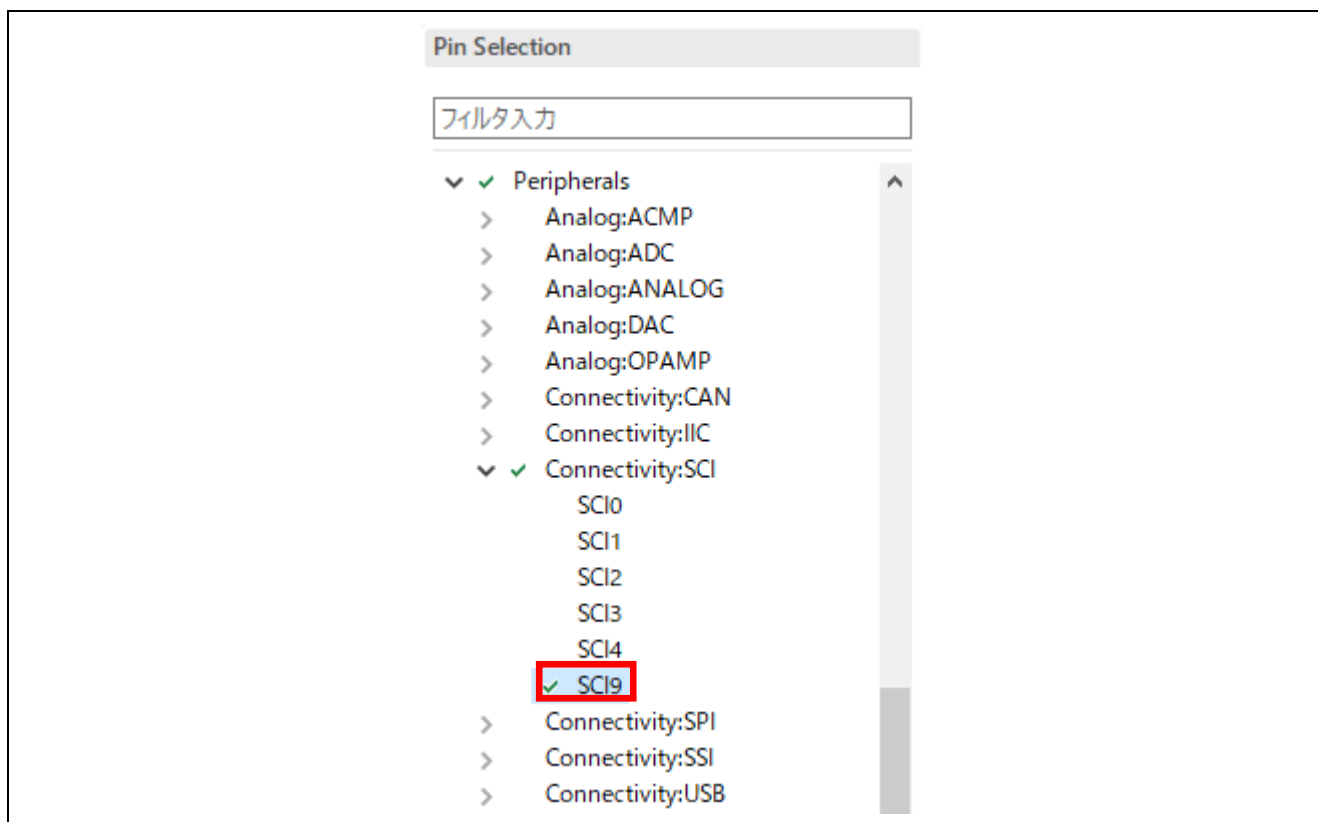 Pin Selection
フィルタ入力
Peripherals
Analog:ACMP
Analog:ADC
Analog:ANALOG
Analog:DAC
Analog:OPAMP
Connectivity:CAN
Connectivity:IIC
Connectivity:SCI
SCI0
SCI1
SCI2
SCI3
SCI4
SCI9
Connectivity:SPI
Connectivity:SSI
Connectivity:USB